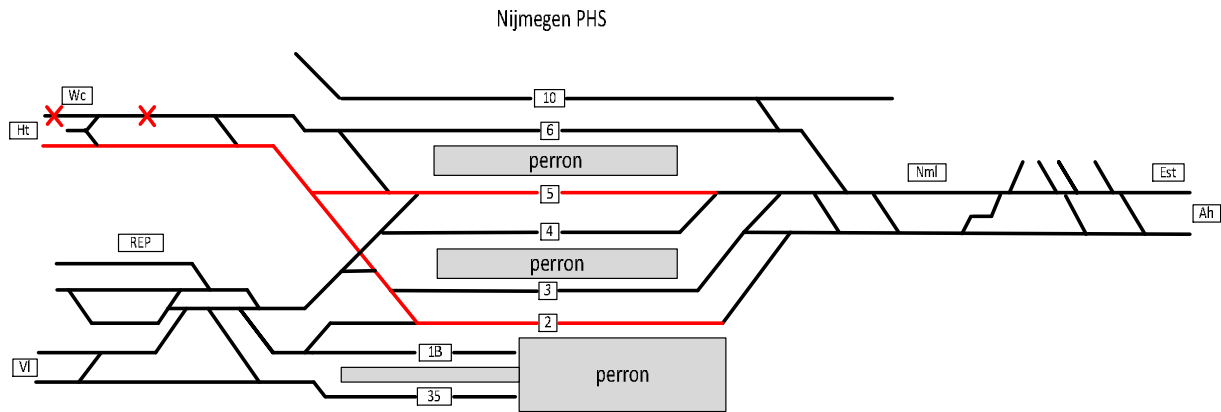 Nijmegen PHS
Wc
10
Ht
6
perron
Nml
Est
5
Ah
4
REP
perron
3
2
1B
Vl
perron
35